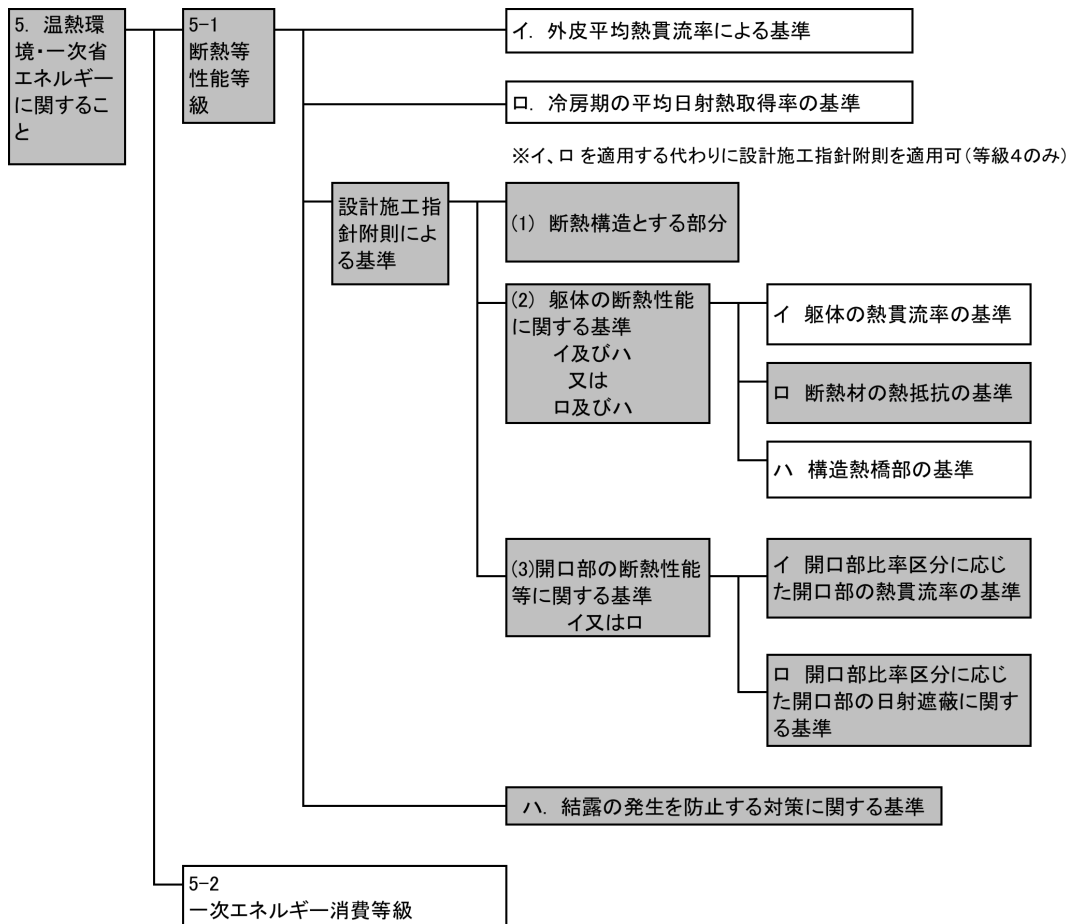 5. 温熱環
境・一次省
エネルギー
に関するこ
と
5-1
断熱等
性能等
級
イ. 外皮平均熱貫流率による基準
ロ. 冷房期の平均日射熱取得率の基準
※イ、ロ を適用する代わりに設計施工指針附則を適用可(等級4のみ)
設計施工指
針附則によ
る基準
(1) 断熱構造とする部分
(2) 躯体の断熱性能
に関する基準
イ及びハ
又は
ロ及びハ
イ 躯体の熱貫流率の基準
ロ 断熱材の熱抵抗の基準
ハ 構造熱橋部の基準
(3)開口部の断熱性能
等に関する基準
イ又はロ
イ 開口部比率区分に応じ
た開口部の熱貫流率の基準
ロ 開口部比率区分に応じ
た開口部の日射遮蔽に関す
る基準
ハ. 結露の発生を防止する対策に関する基準
5-2
一次エネルギー消費等級